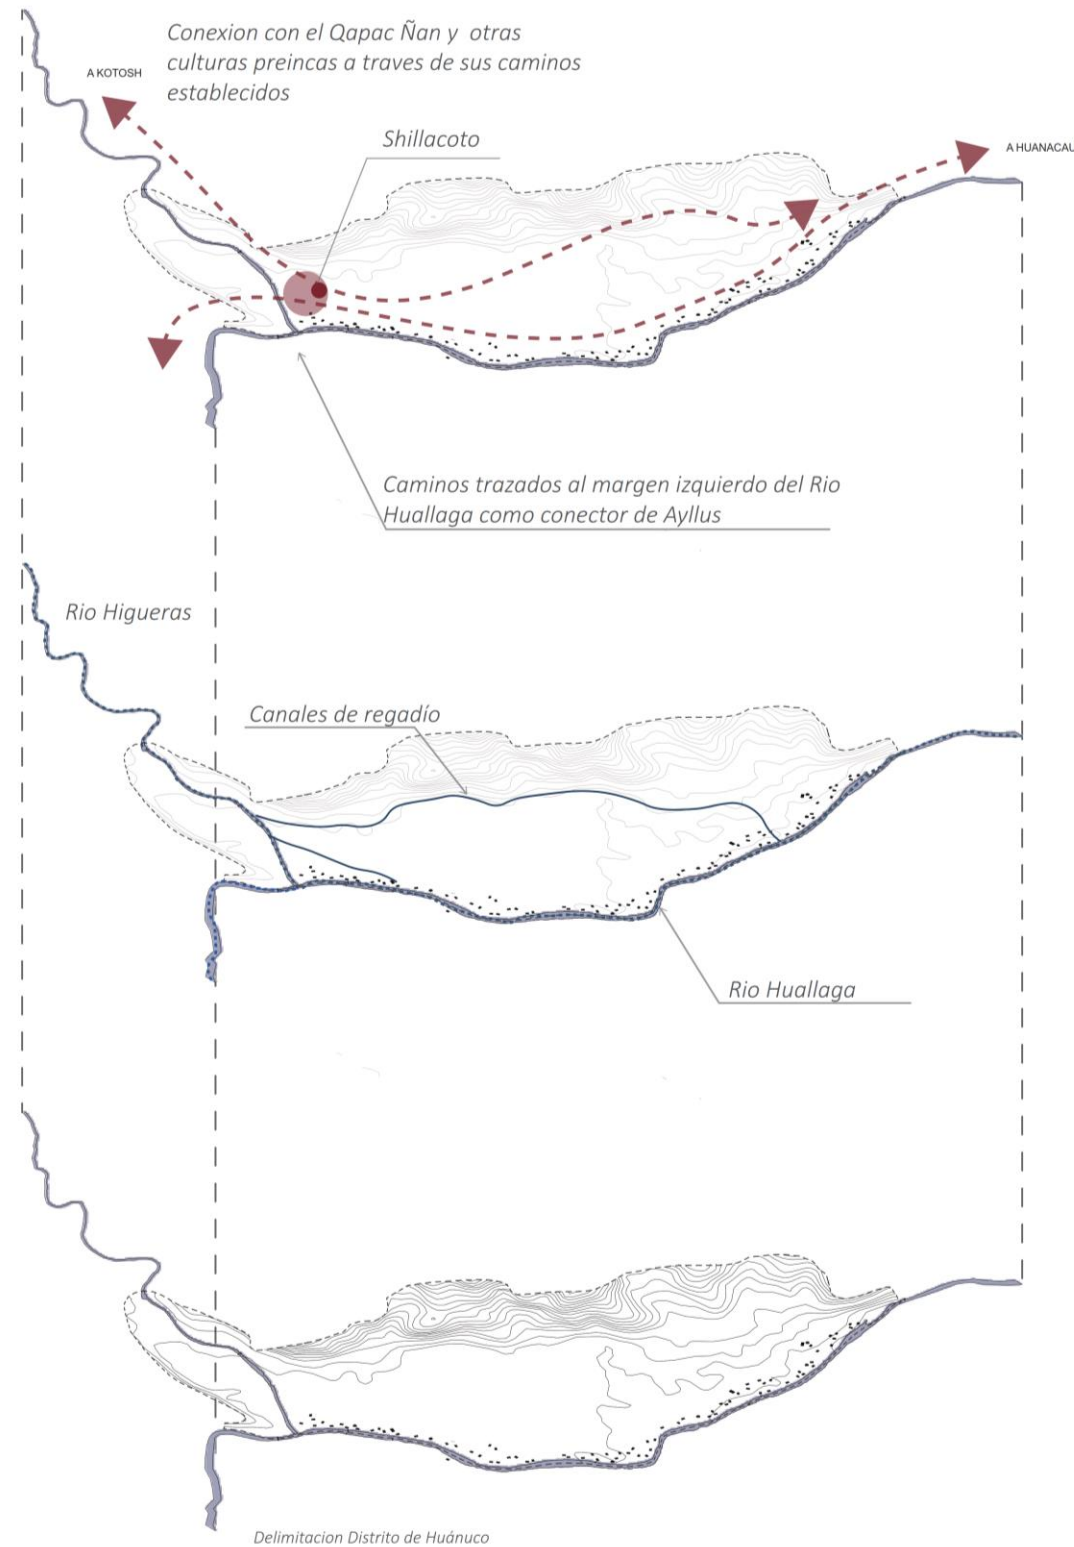 Conexion con el Qapac Ñan y otras
culturas preincas a traves de sus caminos
establecidos
A KOTOSH
Shillacoto
A HUANACAU
Caminos trazados al margen izquierdo del Rio
Huallaga como conector de Ayllus
Rio Higueras
Canales de regadío
Rio Huallaga
Delimitacion Distrito de Huánuco